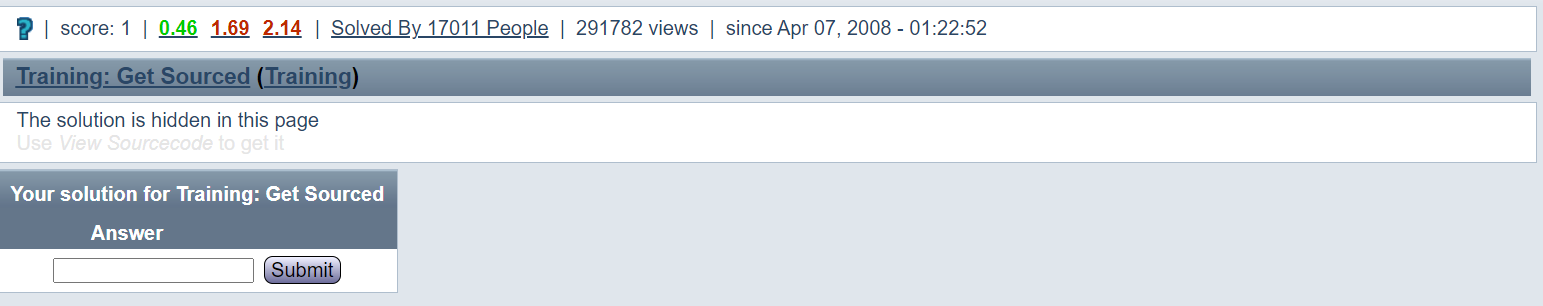 | score: 1 | 0.46 1.69 2.14 | Solved By 17011 People | 291782 views | since Apr 07, 2008 - 01:22:52
Training: Get Sourced (Training)
The solution is hidden in this page
Use View Sourcecode to get it
Your solution for Training: Get Sourced
Answer
Submit